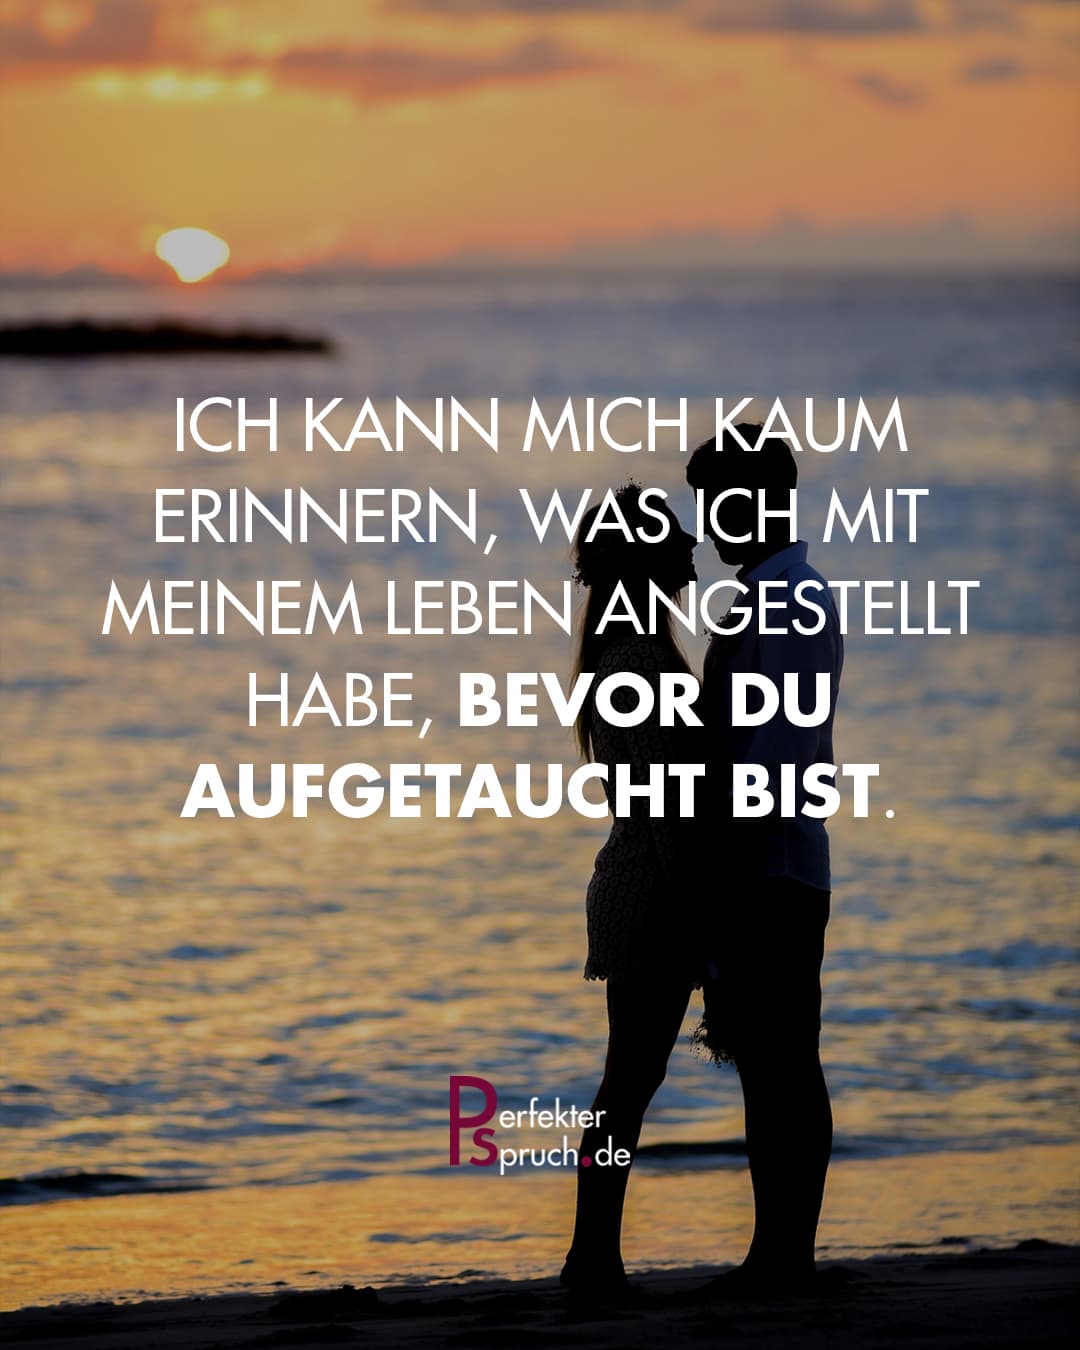 ICH KANN MICH KAUM
ERINNERN, WAS ICH MIT
MEINEM LEBEN ANGESTELLT
HABE, BEVOR DU
AUFGETAUCHT BIST.
Perfekter
Spruch.de